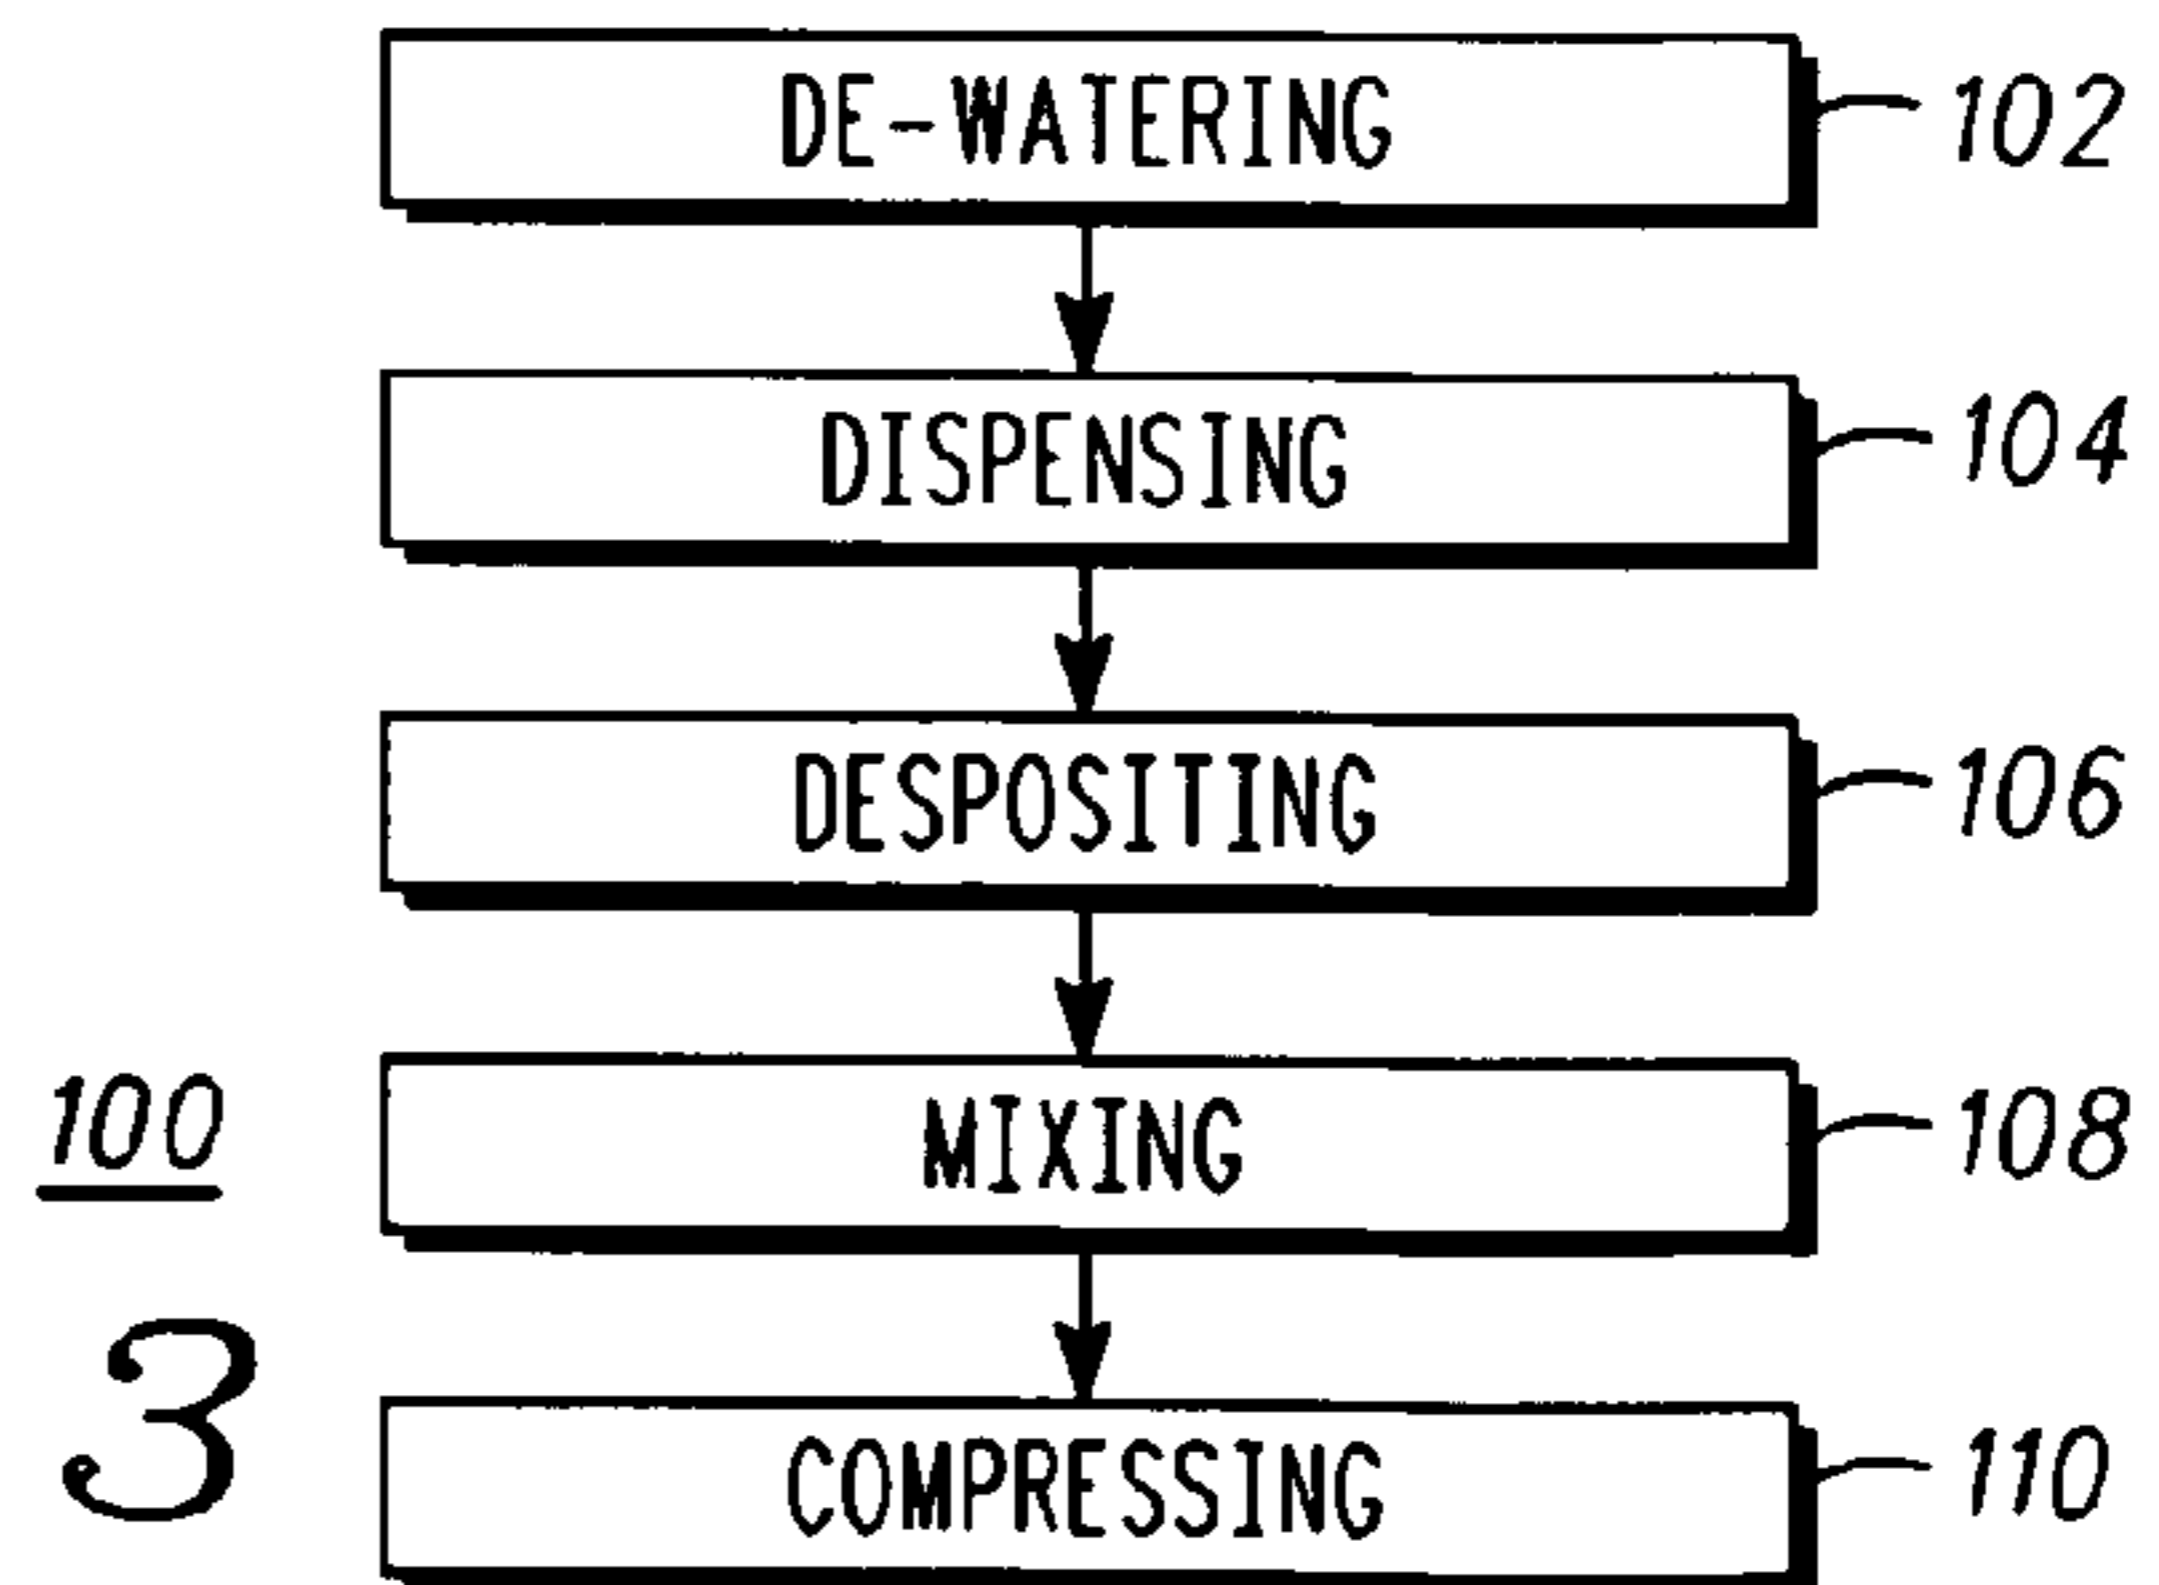 DE-WATERING 102
DISPENSING 104
DESPOSITING 106
100
MIXING 108
3
COMPRESSING 110